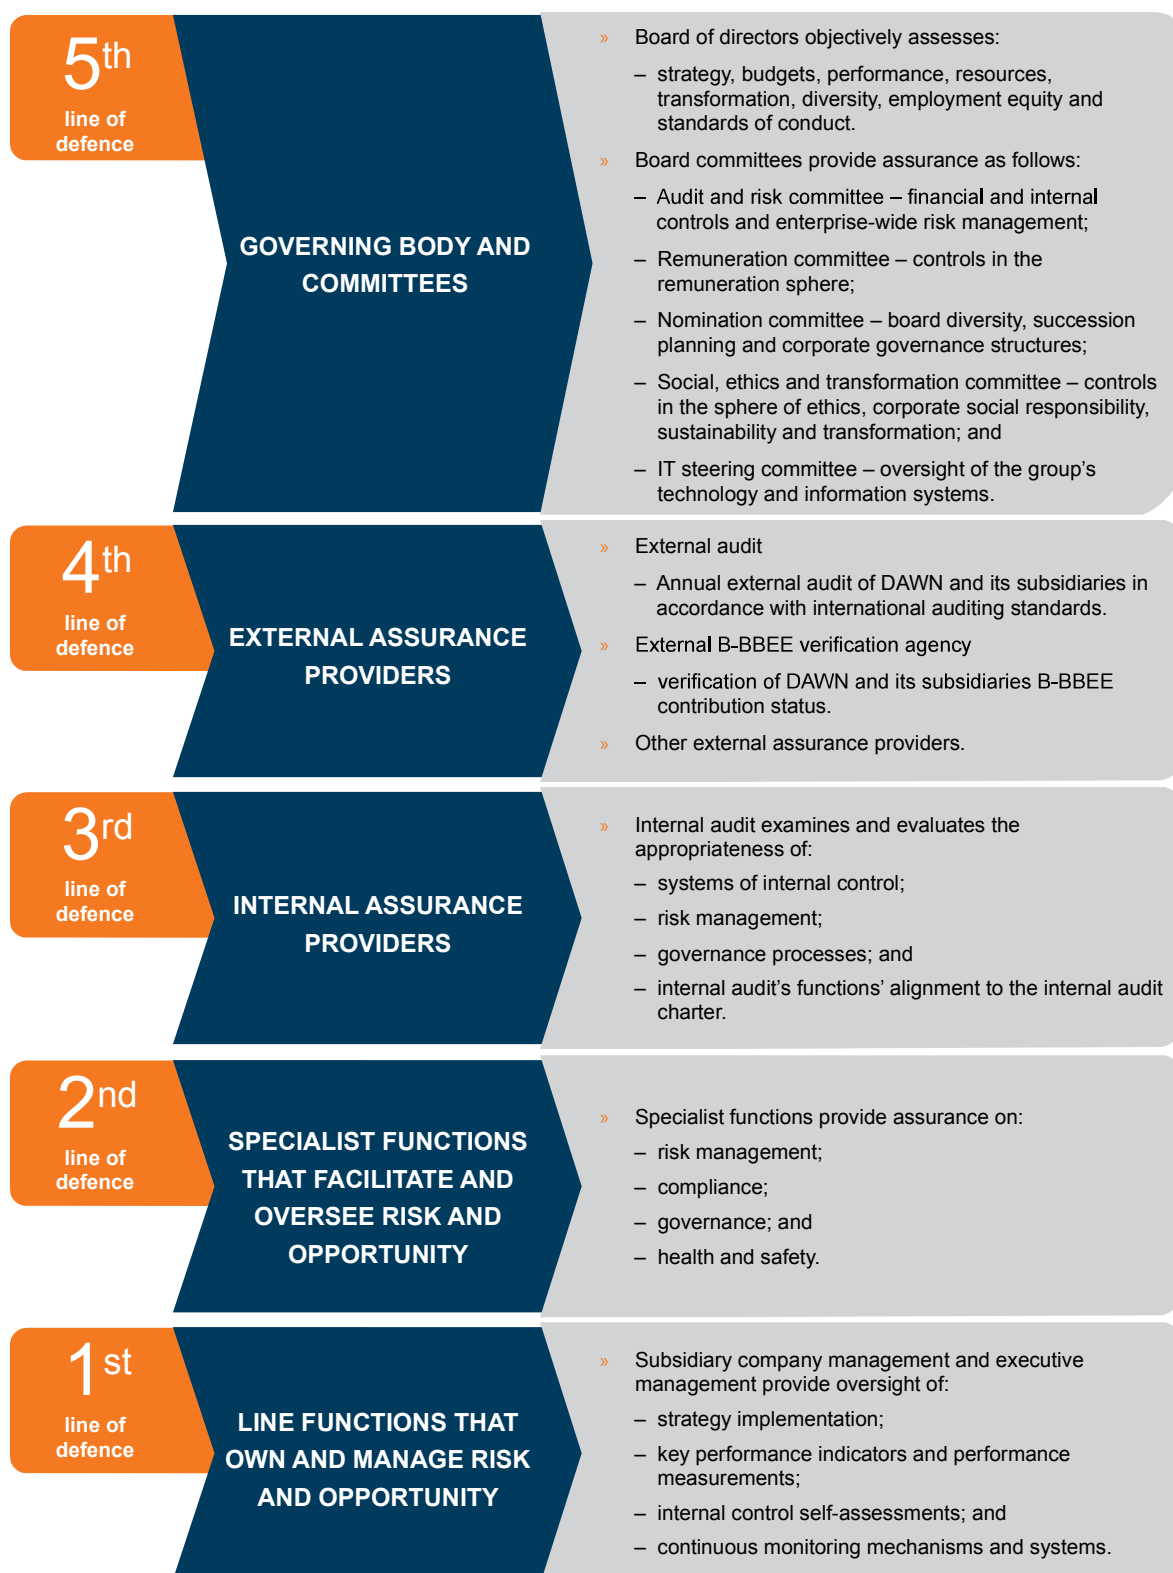 5th
line of
defence
GOVERNING BODY AND
COMMITTEES
» Board of directors objectively assesses:
– strategy, budgets, performance, resources,
transformation, diversity, employment equity and
standards of conduct.
» Board committees provide assurance as follows:
– Audit and risk committee – financial and internal
controls and enterprise-wide risk management;
– Remuneration committee – controls in the
remuneration sphere;
– Nomination committee – board diversity, succession
planning and corporate governance structures;
– Social, ethics and transformation committee – controls
in the sphere of ethics, corporate social responsibility,
sustainability and transformation; and
– IT steering committee – oversight of the group’s
technology and information systems.
4th
line of
defence
EXTERNAL ASSURANCE
PROVIDERS
» External audit
– Annual external audit of DAWN and its subsidiaries in
accordance with international auditing standards.
» External B-BBEE verification agency
– verification of DAWN and its subsidiaries B-BBEE
contribution status.
» Other external assurance providers.
3rd
line of
defence
INTERNAL ASSURANCE
PROVIDERS
» Internal audit examines and evaluates the
appropriateness of:
– systems of internal control;
– risk management;
– governance processes; and
– internal audit’s functions’ alignment to the internal audit
charter.
2nd
line of
defence
SPECIALIST FUNCTIONS
THAT FACILITATE AND
OVERSEE RISK AND
OPPORTUNITY
» Specialist functions provide assurance on:
– risk management;
– compliance;
– governance; and
– health and safety.
1st
line of
defence
LINE FUNCTIONS THAT
OWN AND MANAGE RISK
AND OPPORTUNITY
» Subsidiary company management and executive
management provide oversight of:
– strategy implementation;
– key performance indicators and performance
measurements;
– internal control self-assessments; and
– continuous monitoring mechanisms and systems.